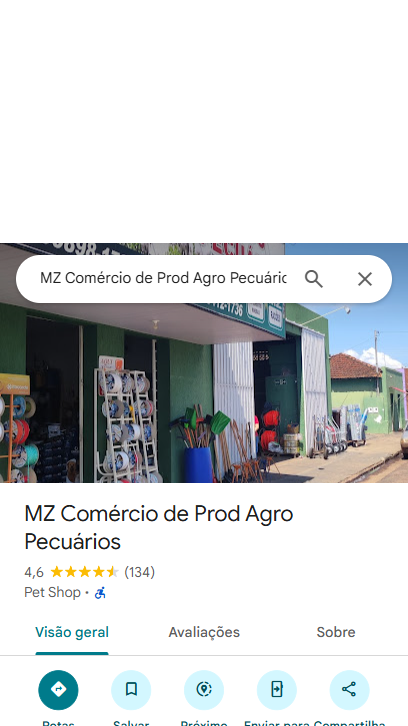 MZ Comércio de Prod Agro Pecuário
MZ Comércio de Prod Agro
Pecuários
4,6 (134)
Pet Shop ·
Visão geral Avaliações Sobre
Rotas Salvar Próximo Enviar para Compartilhar